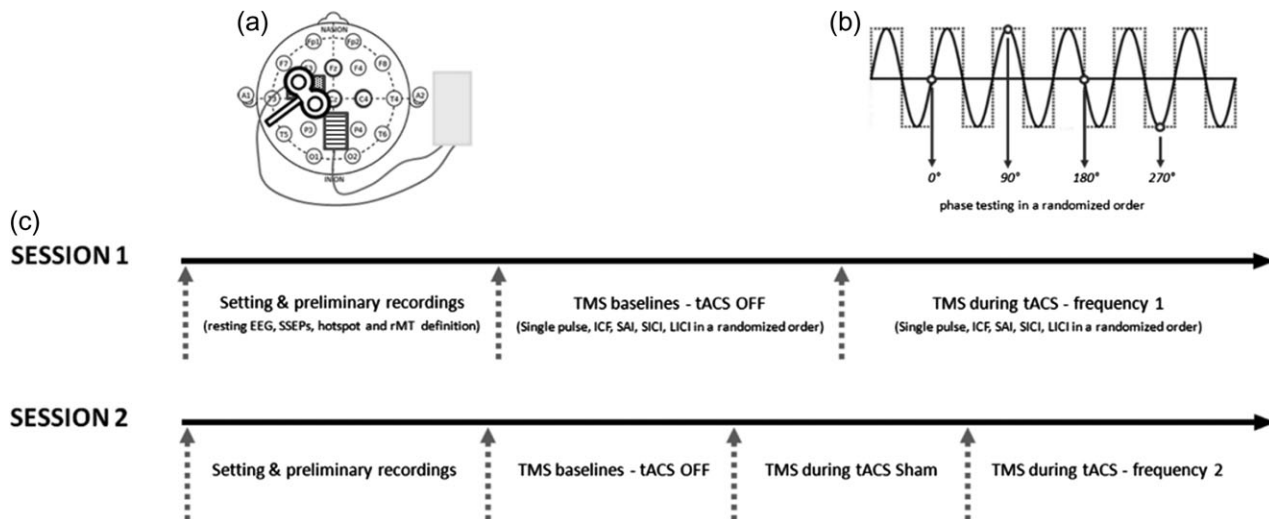 (a)
NASION
Fp1 Fp2
F7 F3 Fz F4 F8
A1 T3 C4 T4 A2
T5 P3 P4 T6
O1 O2
INION
(b)
0° 90° 180° 270°
phase testing in a randomized order
(c)
SESSION 1
Setting & preliminary recordings
(resting EEG, SSEPs, hotspot and rMT definition)
TMS baselines - tACS OFF
(Single pulse, ICF, SAI, SICI, LICI in a randomized order)
TMS during tACS - frequency 1
(Single pulse, ICF, SAI, SICI, LICI in a randomized order)
SESSION 2
Setting & preliminary recordings
TMS baselines - tACS OFF
TMS during tACS Sham
TMS during tACS - frequency 2